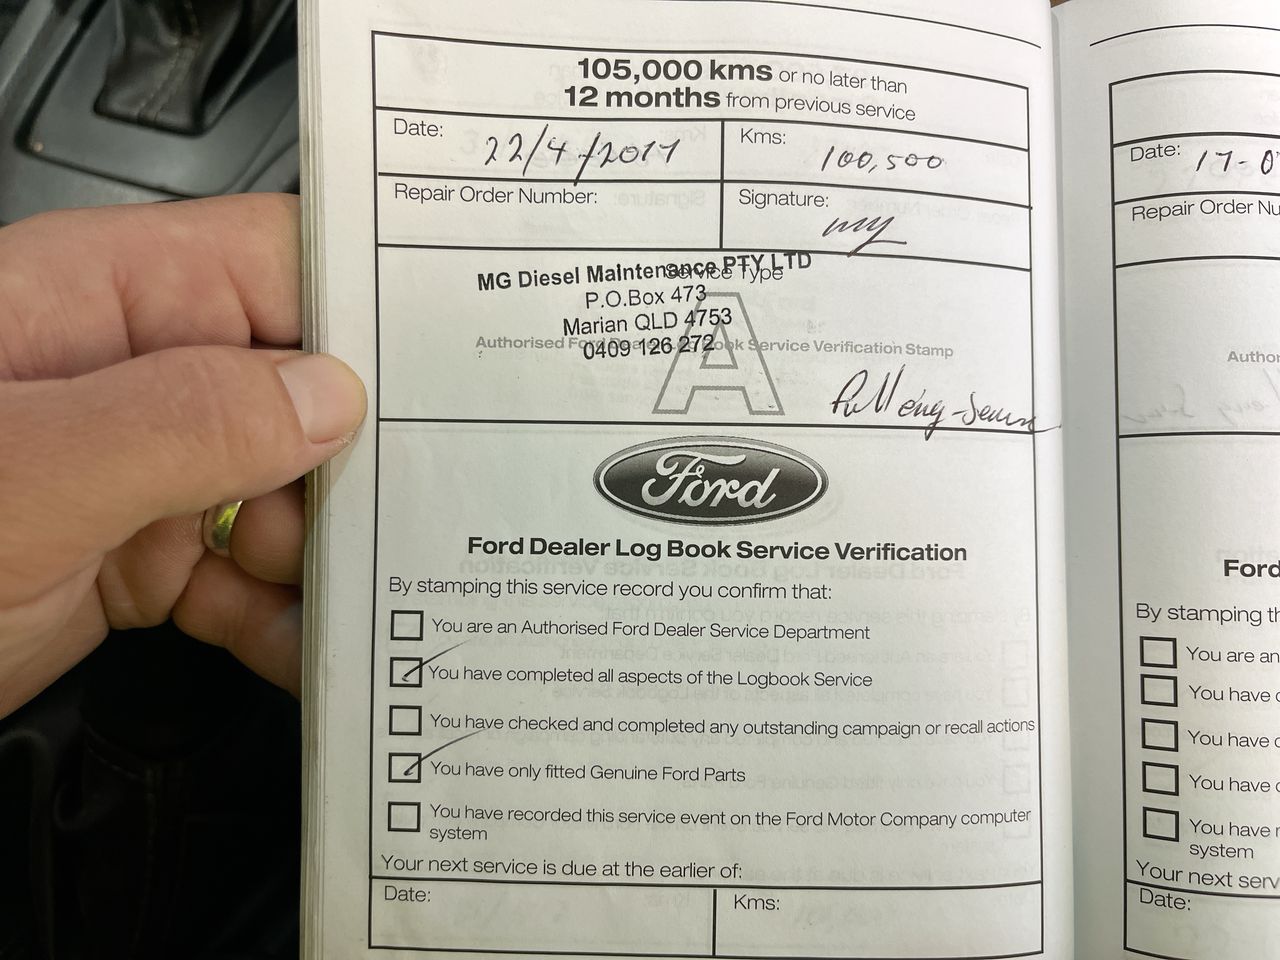 105,000 kms or no later than
12 months from previous service
Date: 22/4/2017
Kms: 100,500
Repair Order Number:
Signature:
Service Type
MG Diesel Maintenance PTY LTD
P.O.Box 473
Marian QLD 4753
0409 126 272
A
Authorised Ford Dealer Log Book Service Verification Stamp
Full eng-
Ford
Ford Dealer Log Book Service Verification
By stamping this service record you confirm that:
You are an Authorised Ford Dealer Service Department
You have completed all aspects of the Logbook Service
You have checked and completed any outstanding campaign or recall actions
You have only fitted Genuine Ford Parts
You have recorded this service event on the Ford Motor Company computer
system
Your next service is due at the earlier of:
Date:
Kms:
Date: 17-0
Repair Order Nu
Autho
Ford
By stamping th
You are an
You have c
You have c
You have c
You have r
system
Your next serv
Date: